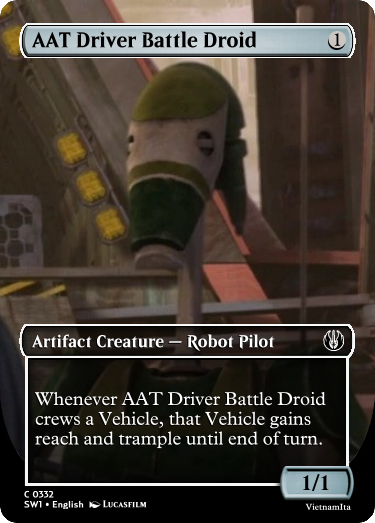 AAT Driver Battle Droid 1
Artifact Creature — Robot Pilot
Whenever AAT Driver Battle Droid
crews a Vehicle, that Vehicle gains
reach and trample until end of turn.
1/1
C 0332
SW1 • English LUCASFILM
VietnamIta